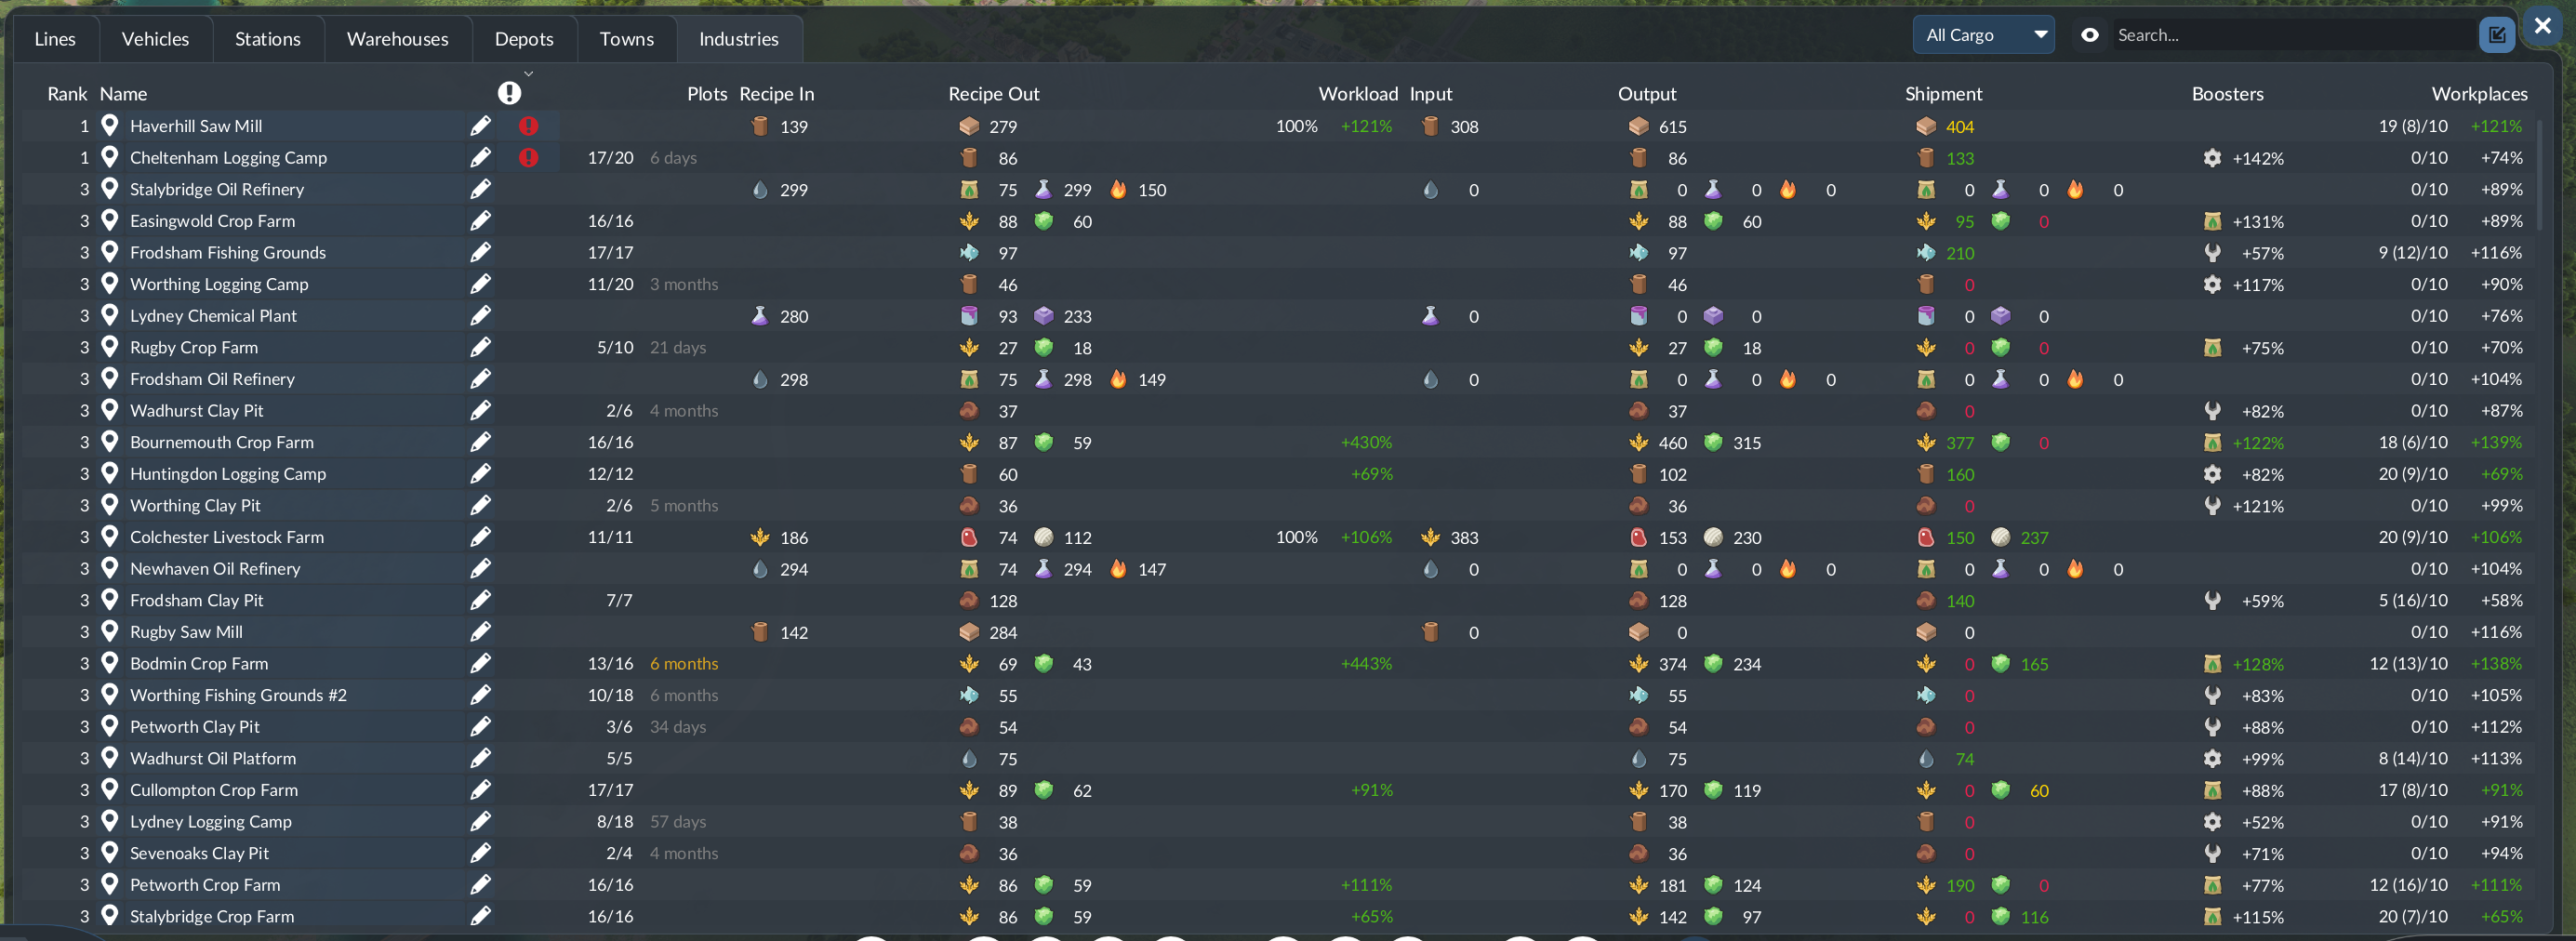 Lines Vehicles Stations Warehouses Depots Towns Industries All Cargo Search...
Rank Name Plots Recipe In Recipe Out Workload Input Output Shipment Boosters Workplaces
1 Haverhill Saw Mill 139 279 100% +121% 308 615 404 19 (8)/10 +121%
1 Cheltenham Logging Camp 17/20 6 days 86 86 133 +142% 0/10 +74%
3 Stalybridge Oil Refinery 299 75 299 150 0 0 0 0 0 0 0 0/10 +89%
3 Easingwold Crop Farm 16/16 88 60 88 60 95 0 +131% 0/10 +89%
3 Frodsham Fishing Grounds 17/17 97 97 210 +57% 9 (12)/10 +116%
3 Worthing Logging Camp 11/20 3 months 46 46 0 +117% 0/10 +90%
3 Lydney Chemical Plant 280 93 233 0 0 0 0 0 0/10 +76%
3 Rugby Crop Farm 5/10 21 days 27 18 27 18 0 0 +75% 0/10 +70%
3 Frodsham Oil Refinery 298 75 298 149 0 0 0 0 0 0 0 0/10 +104%
3 Wadhurst Clay Pit 2/6 4 months 37 37 0 +82% 0/10 +87%
3 Bournemouth Crop Farm 16/16 87 59 +430% 460 315 377 0 +122% 18 (6)/10 +139%
3 Huntingdon Logging Camp 12/12 60 +69% 102 160 +82% 20 (9)/10 +69%
3 Worthing Clay Pit 2/6 5 months 36 36 0 +121% 0/10 +99%
3 Colchester Livestock Farm 11/11 186 74 112 100% +106% 383 153 230 150 237 20 (9)/10 +106%
3 Newhaven Oil Refinery 294 74 294 147 0 0 0 0 0 0 0 0/10 +104%
3 Frodsham Clay Pit 7/7 128 128 140 +59% 5 (16)/10 +58%
3 Rugby Saw Mill 142 284 0 0 0 0/10 +116%
3 Bodmin Crop Farm 13/16 6 months 69 43 +443% 374 234 0 165 +128% 12 (13)/10 +138%
3 Worthing Fishing Grounds #2 10/18 6 months 55 55 0 +83% 0/10 +105%
3 Petworth Clay Pit 3/6 34 days 54 54 0 +88% 0/10 +112%
3 Wadhurst Oil Platform 5/5 75 75 74 +99% 8 (14)/10 +113%
3 Cullompton Crop Farm 17/17 89 62 +91% 170 119 0 60 +88% 17 (8)/10 +91%
3 Lydney Logging Camp 8/18 57 days 38 38 0 +52% 0/10 +91%
3 Sevenoaks Clay Pit 2/4 4 months 36 36 0 +71% 0/10 +94%
3 Petworth Crop Farm 16/16 86 59 +111% 181 124 190 0 +77% 12 (16)/10 +111%
3 Stalybridge Crop Farm 16/16 86 59 +65% 142 97 0 116 +115% 20 (7)/10 +65%